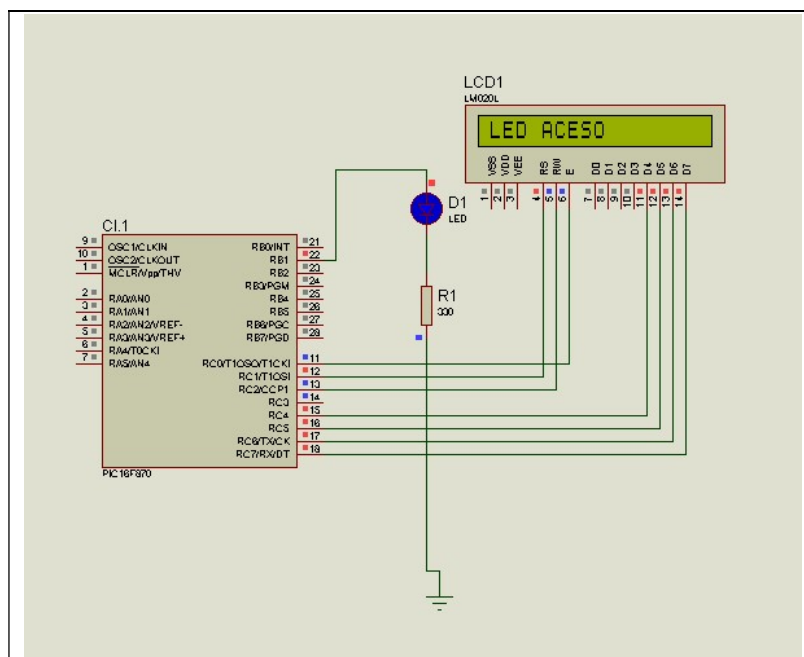 LCD1
LM020L
LED ACESO
VSS
VDD
VEE
RS
RW
E
D0
D1
D2
D3
D4
D5
D6
D7
1
2
3
4
5
6
7
8
9
10
11
12
13
14
D1
LED
R1
330
CI.1
9 OSC1/CLKIN
10 OSC2/CLKOUT
1 MCLR/Vpp/THV
2 RA0/AN0
3 RA1/AN1
4 RA2/AN2/VREF-
5 RA3/AN3/VREF+
6 RA4/T0CKI
7 RA5/AN4
RB0/INT 21
RB1 22
RB2 23
RB3/PGM 24
RB4 25
RB5 26
RB6/PGC 27
RB7/PGD 28
RC0/T1OSO/T1CKI 11
RC1/T1OSI 12
RC2/CCP1 13
RC3 14
RC4 15
RC5 16
RC6/TX/CK 17
RC7/RX/DT 18
PIC16F870